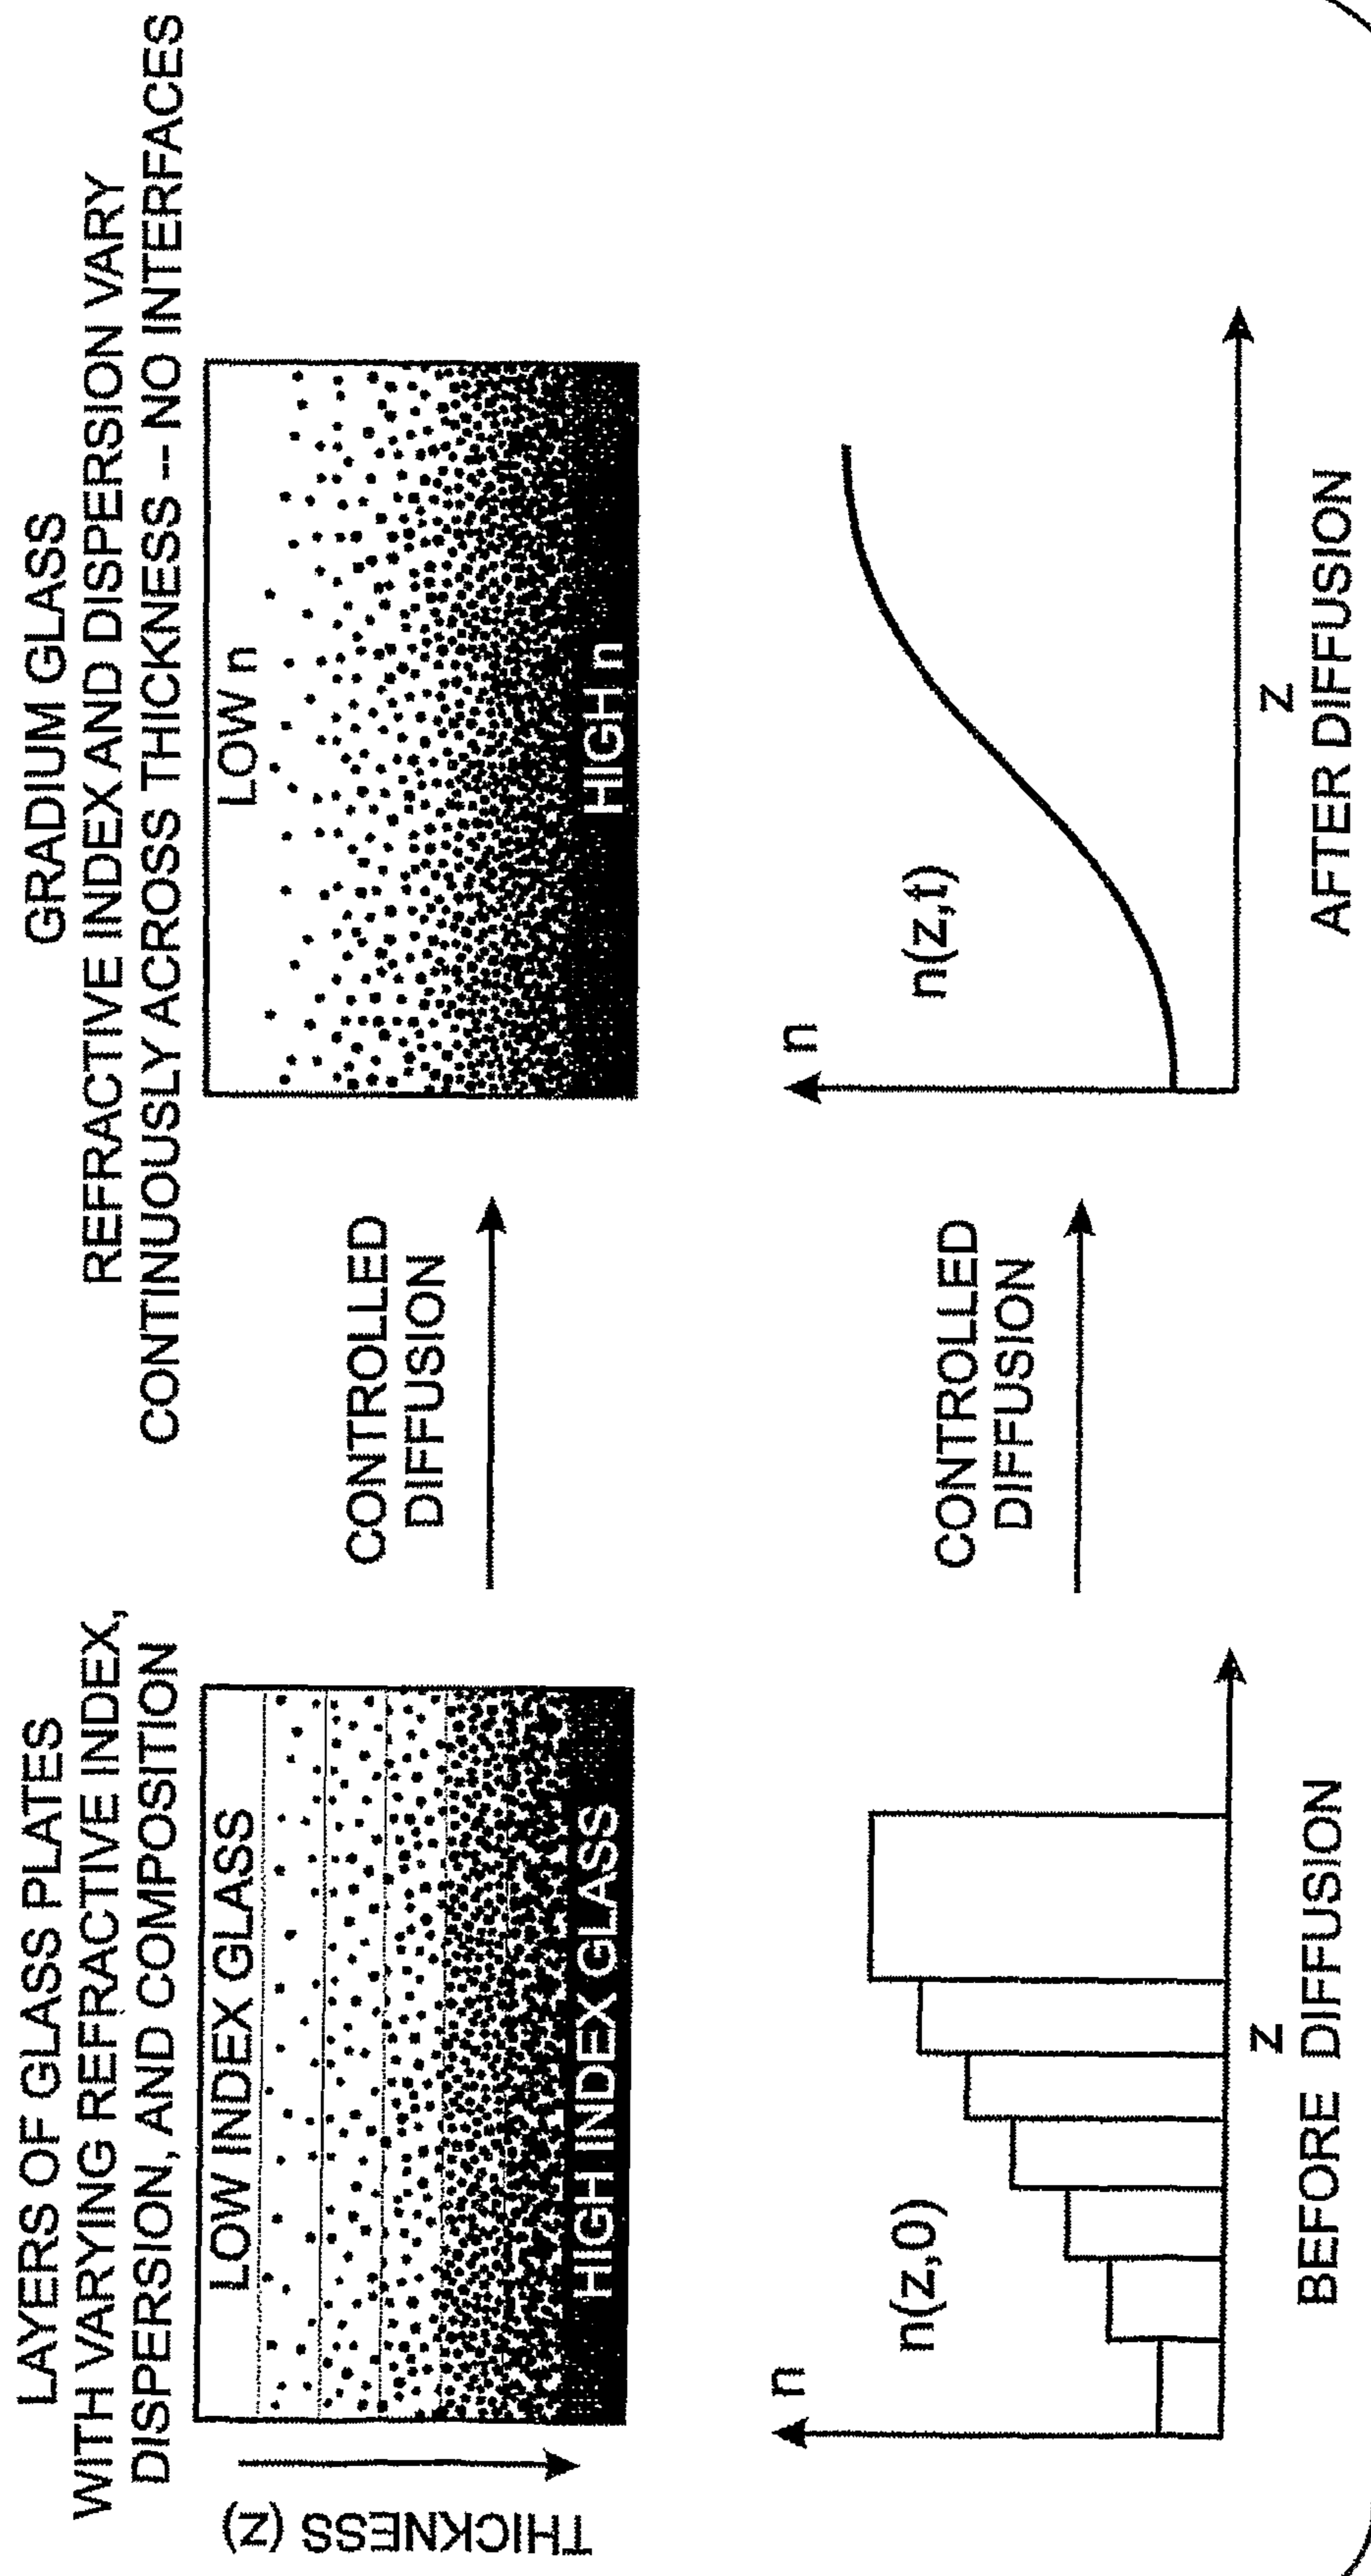 LAYERS OF GLASS PLATES
WITH VARYING REFRACTIVE INDEX,
DISPERSION, AND COMPOSITION
THICKNESS (Z)
LOW INDEX GLASS
HIGH INDEX GLASS
CONTROLLED
DIFFUSION
GRADIUM GLASS
REFRACTIVE INDEX AND DISPERSION VARY
CONTINUOUSLY ACROSS THICKNESS -- NO INTERFACES
LOW n
HIGH n
n
n(z,0)
Z
BEFORE DIFFUSION
CONTROLLED
DIFFUSION
n
n(z,t)
Z
AFTER DIFFUSION